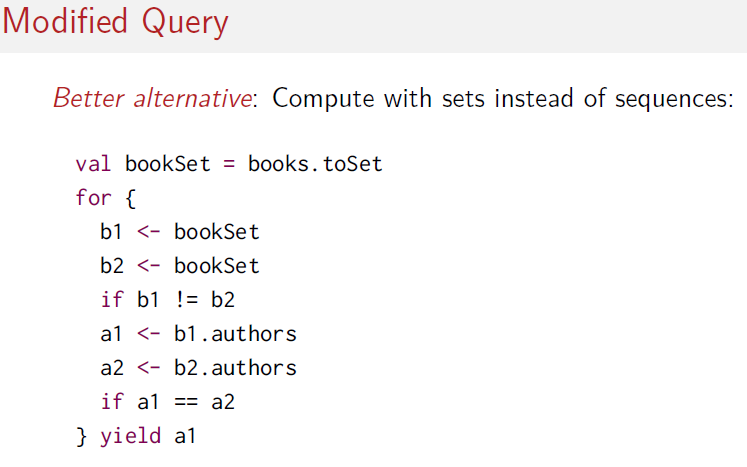 Modified Query
Better alternative: Compute with sets instead of sequences:
val bookSet = books.toSet
for {
  b1 <- bookSet
  b2 <- bookSet
  if b1 != b2
  a1 <- b1.authors
  a2 <- b2.authors
  if a1 == a2
} yield a1